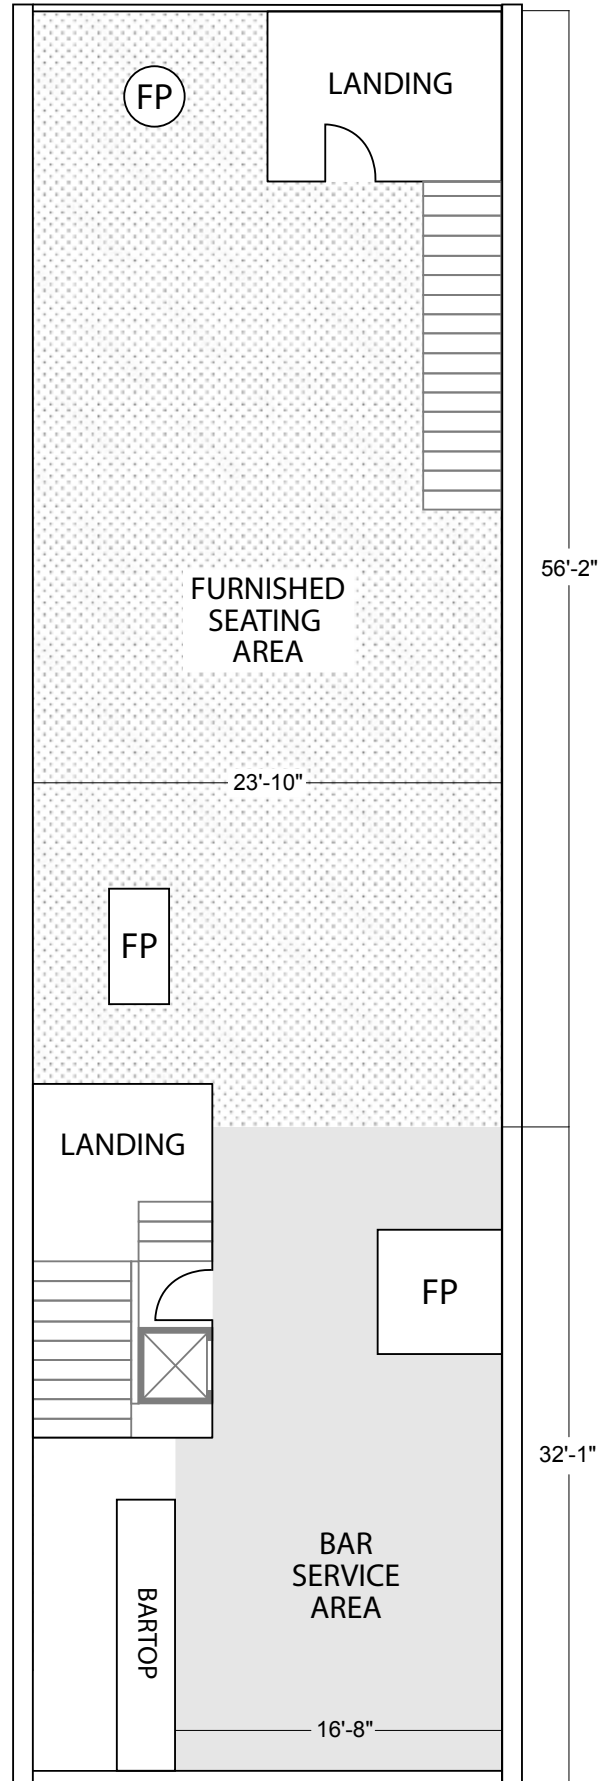 FP
LANDING
56'-2"
FURNISHED
SEATING
AREA
23'-10"
FP
LANDING
FP
32'-1"
BAR
SERVICE
AREA
BARTOP
16'-8"